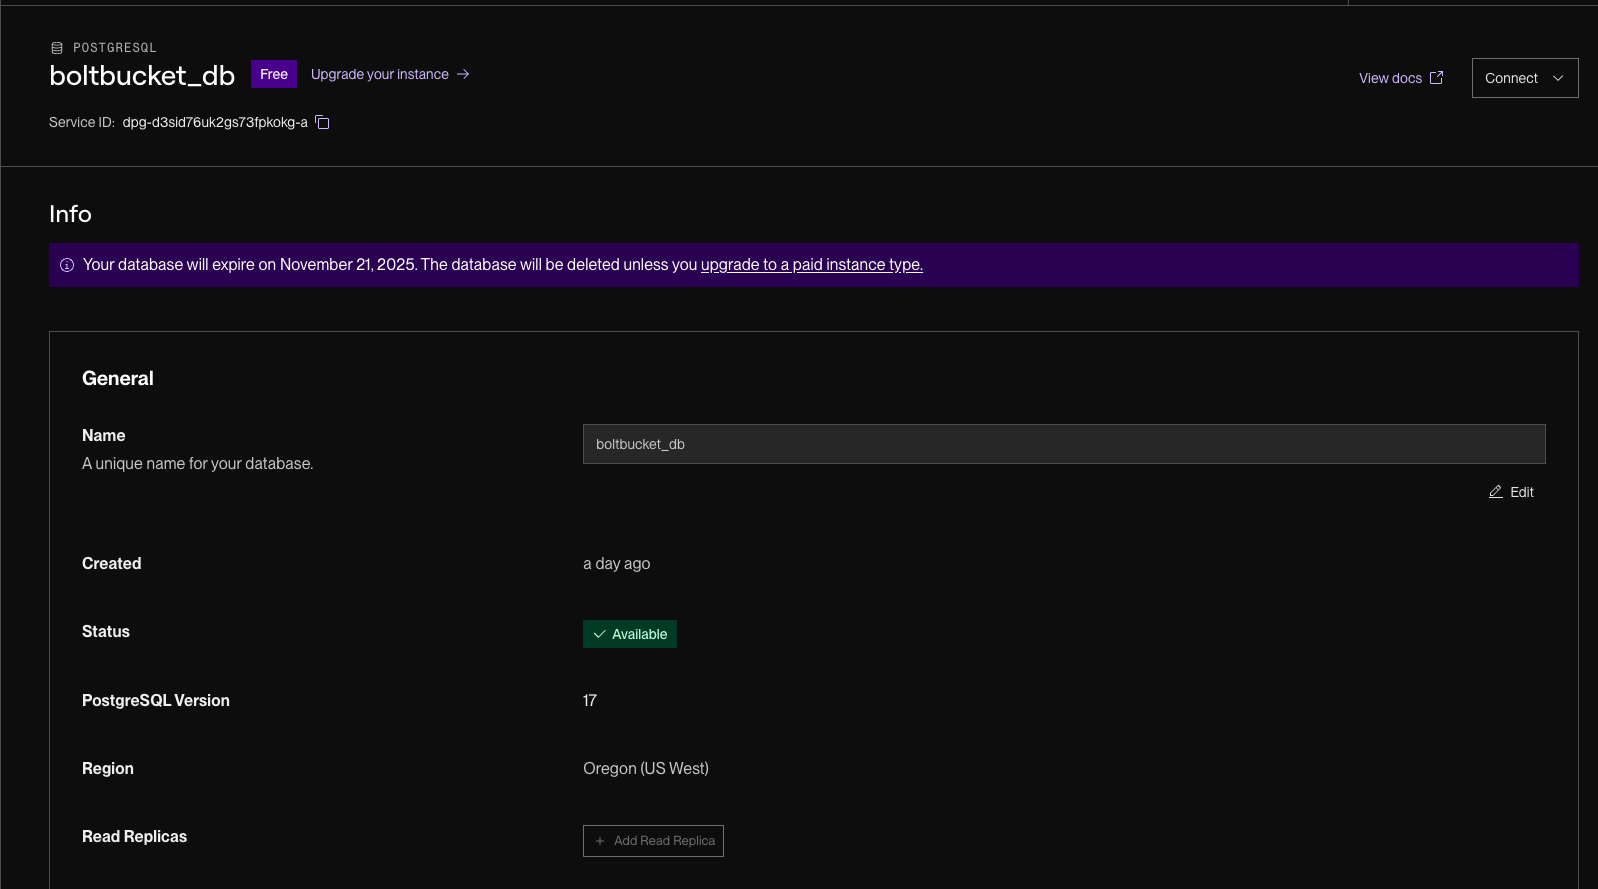 POSTGRESQL
boltbucket_db Free Upgrade your instance →
View docs Connect
Service ID: dpg-d3sid76uk2gs73fpkokg-a
Info
Your database will expire on November 21, 2025. The database will be deleted unless you upgrade to a paid instance type.
General
Name boltbucket_db
A unique name for your database.
Edit
Created a day ago
Status Available
PostgreSQL Version 17
Region Oregon (US West)
Read Replicas + Add Read Replica